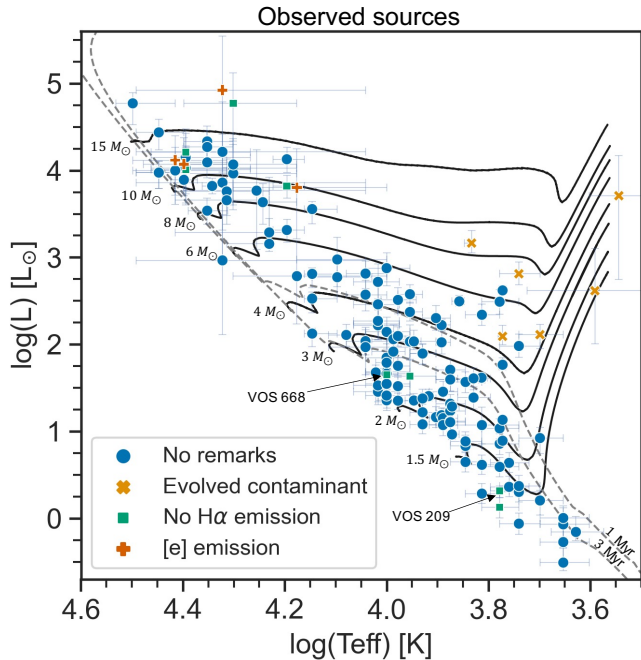 Observed sources
5
4
3
2
1
0
log(L) [L⊙]
15 M⊙
10 M⊙
8 M⊙
6 M⊙
4 M⊙
3 M⊙
VOS 668
2 M⊙
1.5 M⊙
VOS 209
No remarks
Evolved contaminant
No Hα emission
[e] emission
1 Myr
3 Myr
4.6
4.4
4.2
4.0
3.8
3.6
log(Teff) [K]